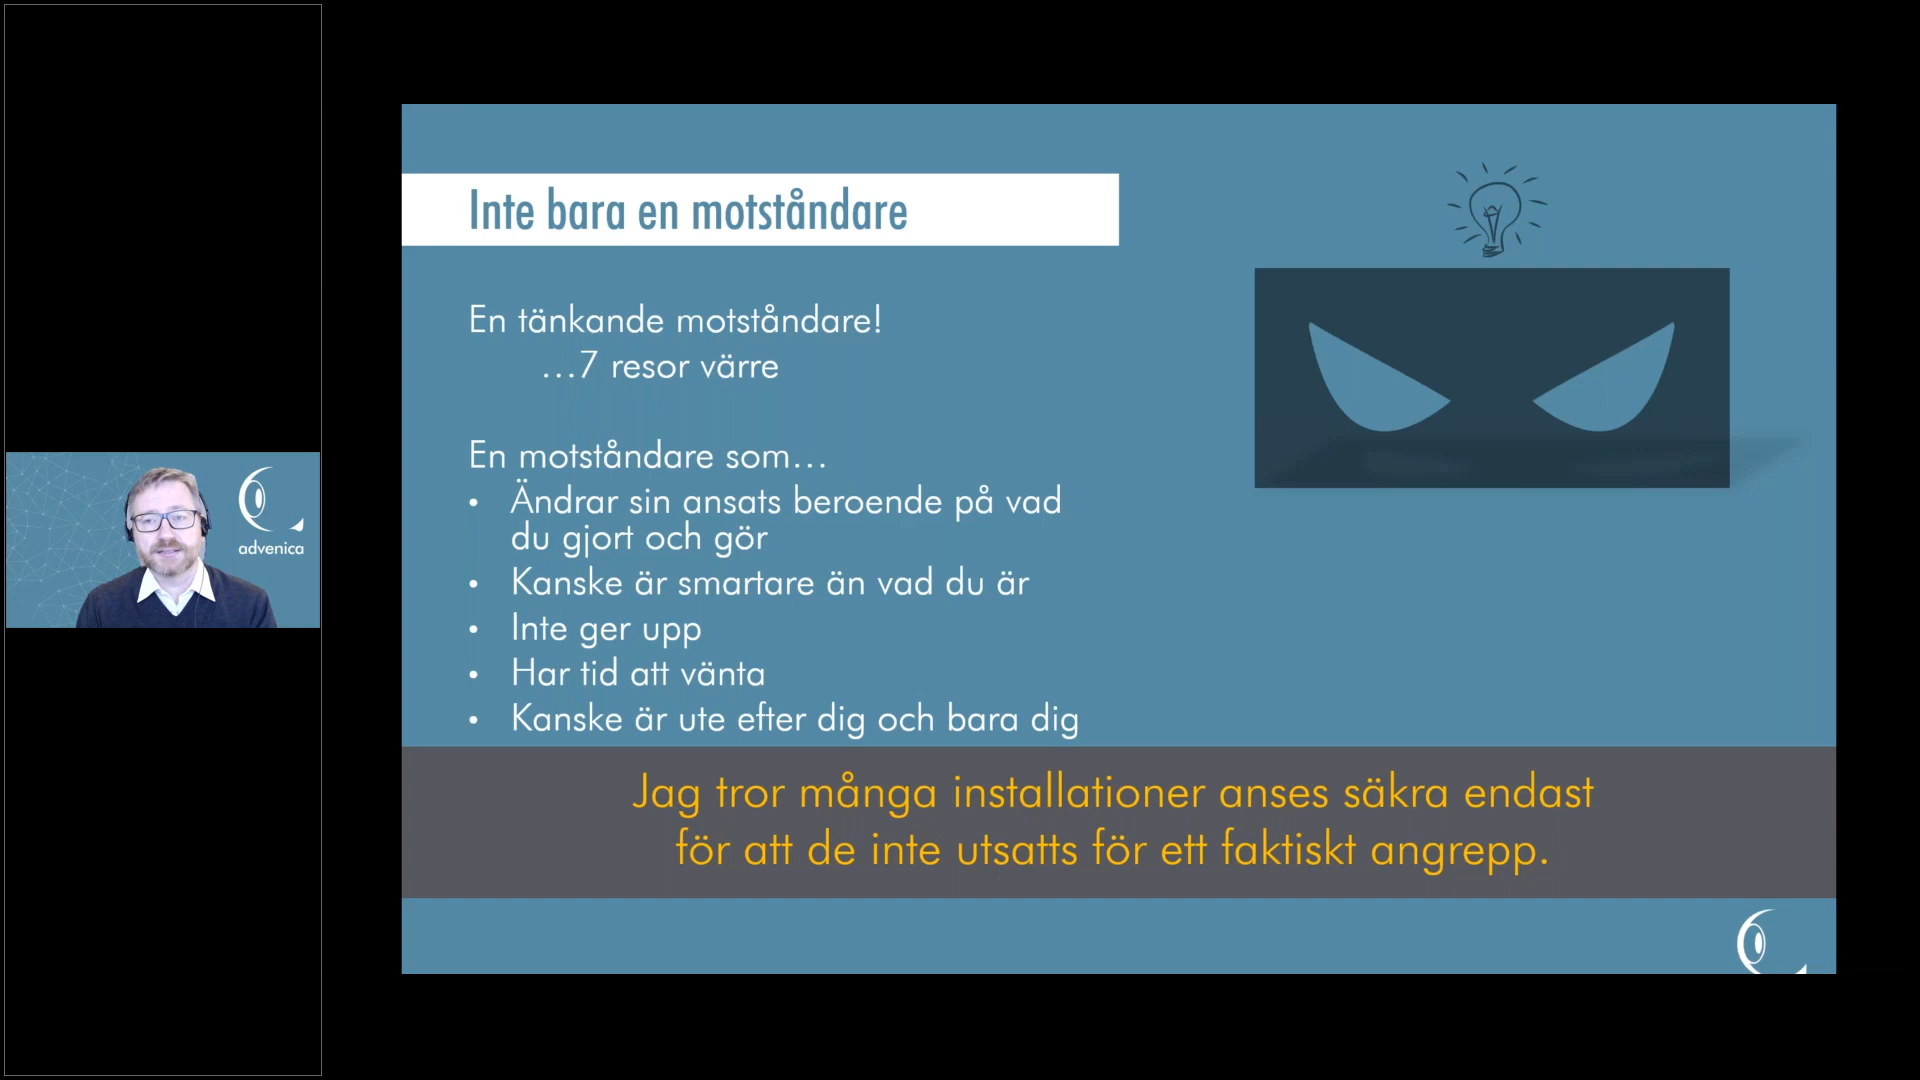 Inte bara en motståndare
En tänkande motståndare!
...7 resor värre
En motståndare som...
• Ändrar sin ansats beroende på vad
du gjort och gör
• Kanske är smartare än vad du är
• Inte ger upp
• Har tid att vänta
• Kanske är ute efter dig och bara dig
Jag tror många installationer anses säkra endast
för att de inte utsatts för ett faktiskt angrepp.
advenica